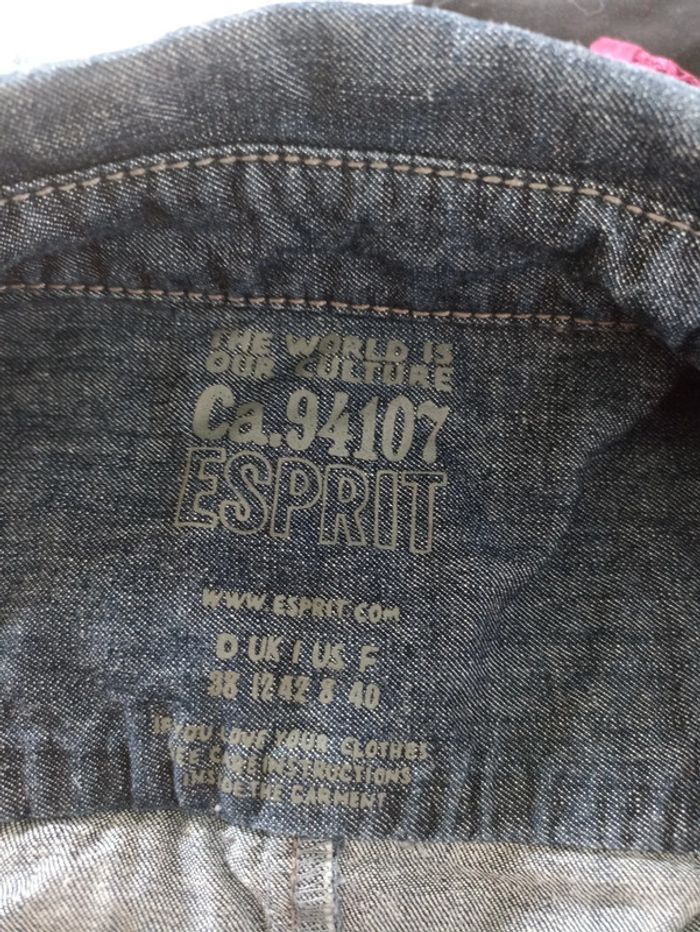 THE WORLD IS
OUR CULTURE
Ca.94107
ESPRIT
WWW.ESPRIT.COM
D UK I US F
38 12 42 8 40
IF YOU LOVE YOUR CLOTHES
SEE CARE INSTRUCTIONS
INSIDE THE GARMENT